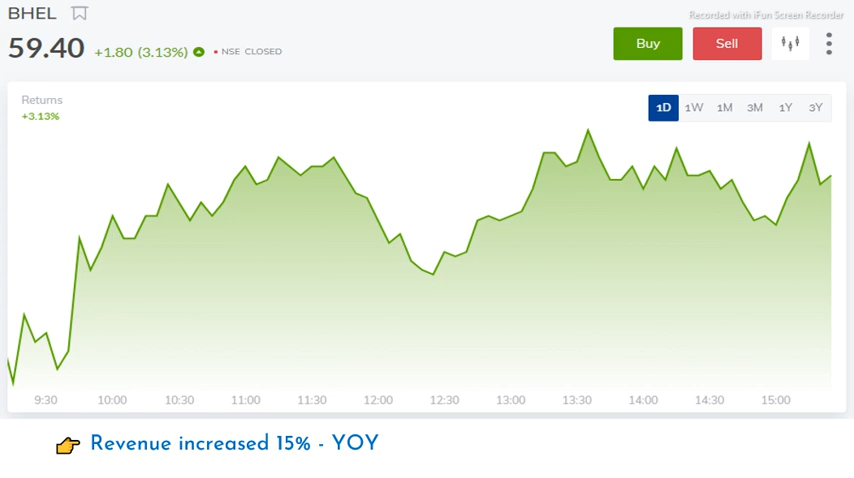 BHEL
Recorded with iFun Screen Recorder
59.40 +1.80 (3.13%) • NSE CLOSED
Buy Sell
Returns
+3.13%
1D 1W 1M 3M 1Y 3Y
9:30 10:00 10:30 11:00 11:30 12:00 12:30 13:00 13:30 14:00 14:30 15:00
👉 Revenue increased 15% - YOY